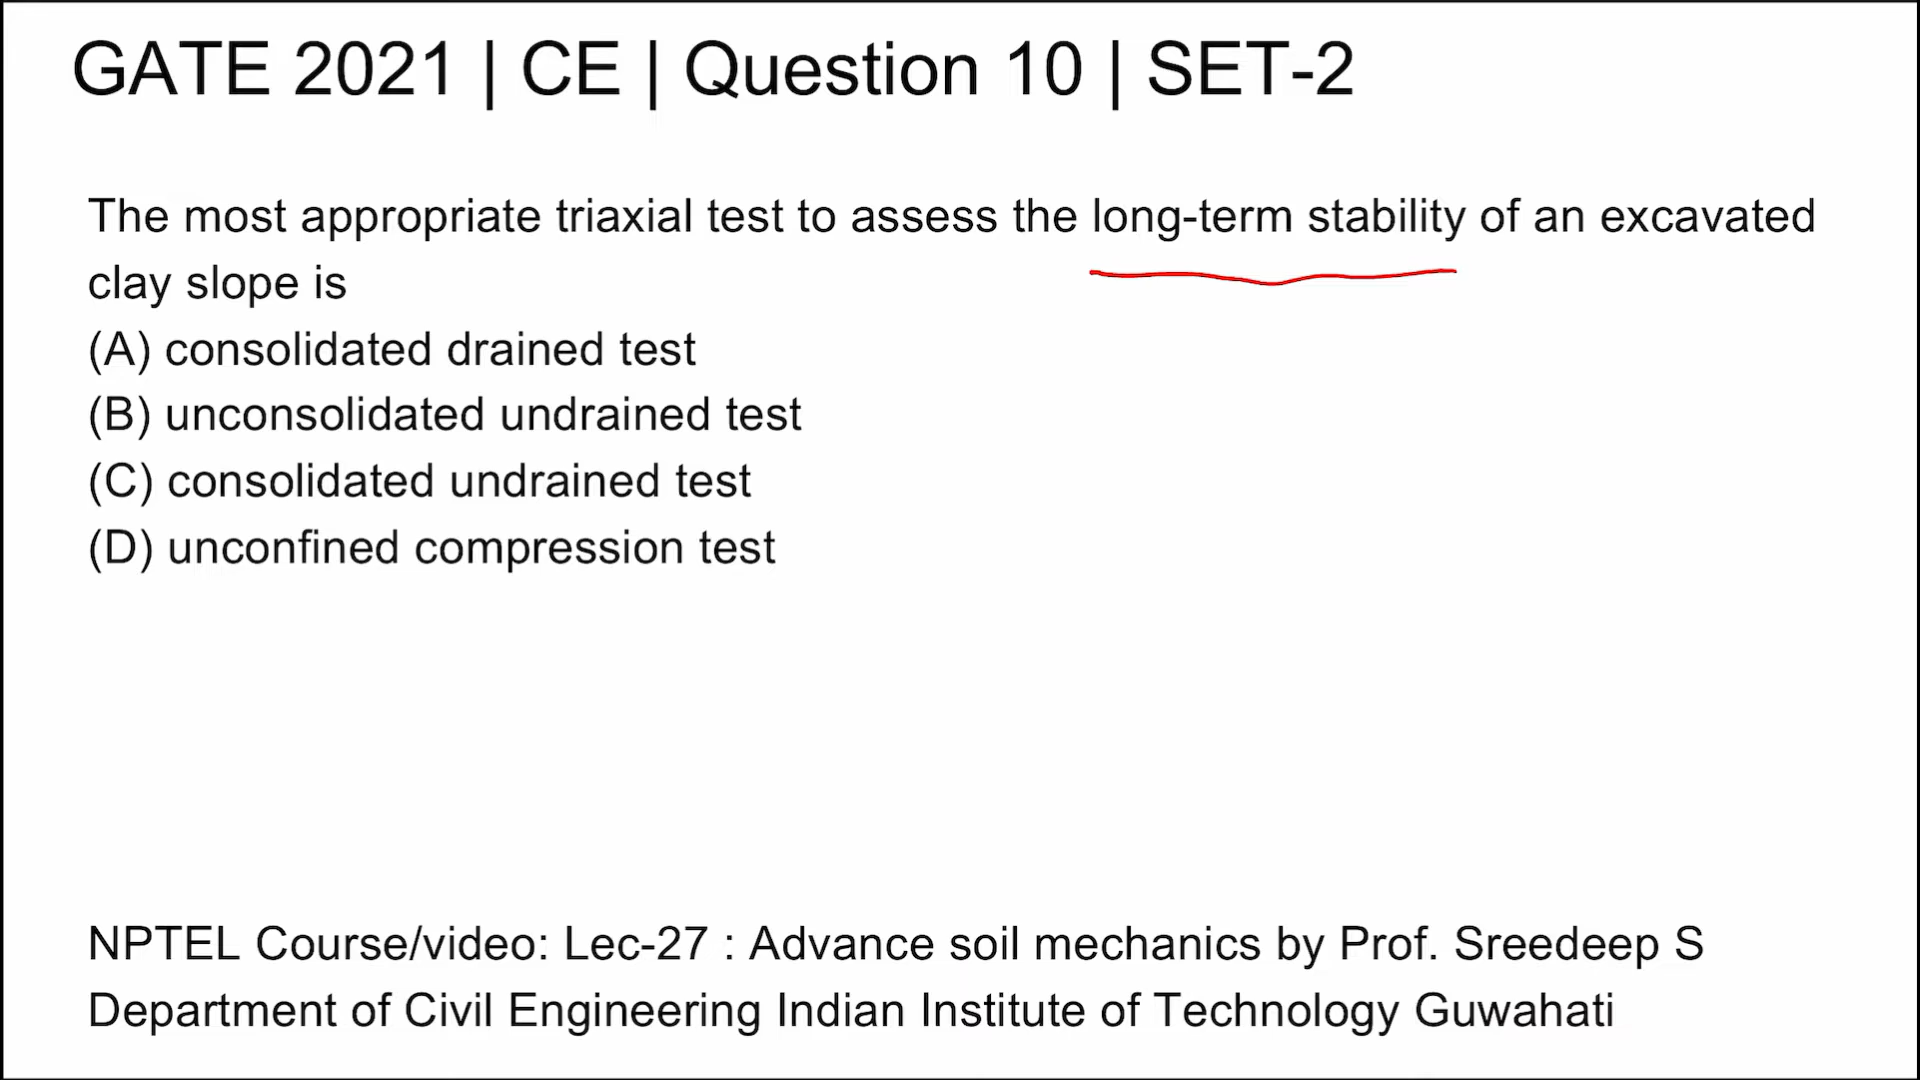 GATE 2021 | CE | Question 10 | SET-2
The most appropriate triaxial test to assess the long-term stability of an excavated
clay slope is
(A) consolidated drained test
(B) unconsolidated undrained test
(C) consolidated undrained test
(D) unconfined compression test
NPTEL Course/video: Lec-27 : Advance soil mechanics by Prof. Sreedeep S
Department of Civil Engineering Indian Institute of Technology Guwahati